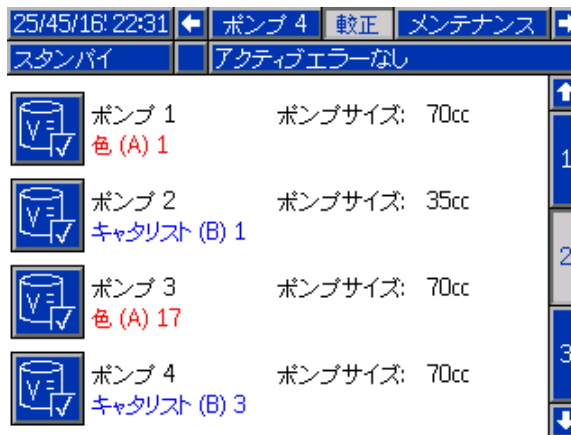 25/45/16! 22:31 ポンプ 4 較正 メンテナンス
スタンバイ アクティブエラーなし
ポンプ 1 ポンプサイズ: 70cc
色 (A) 1
1
ポンプ 2 ポンプサイズ: 35cc
キャタリスト (B) 1
2
ポンプ 3 ポンプサイズ: 70cc
色 (A) 17
3
ポンプ 4 ポンプサイズ: 70cc
キャタリスト (B) 3